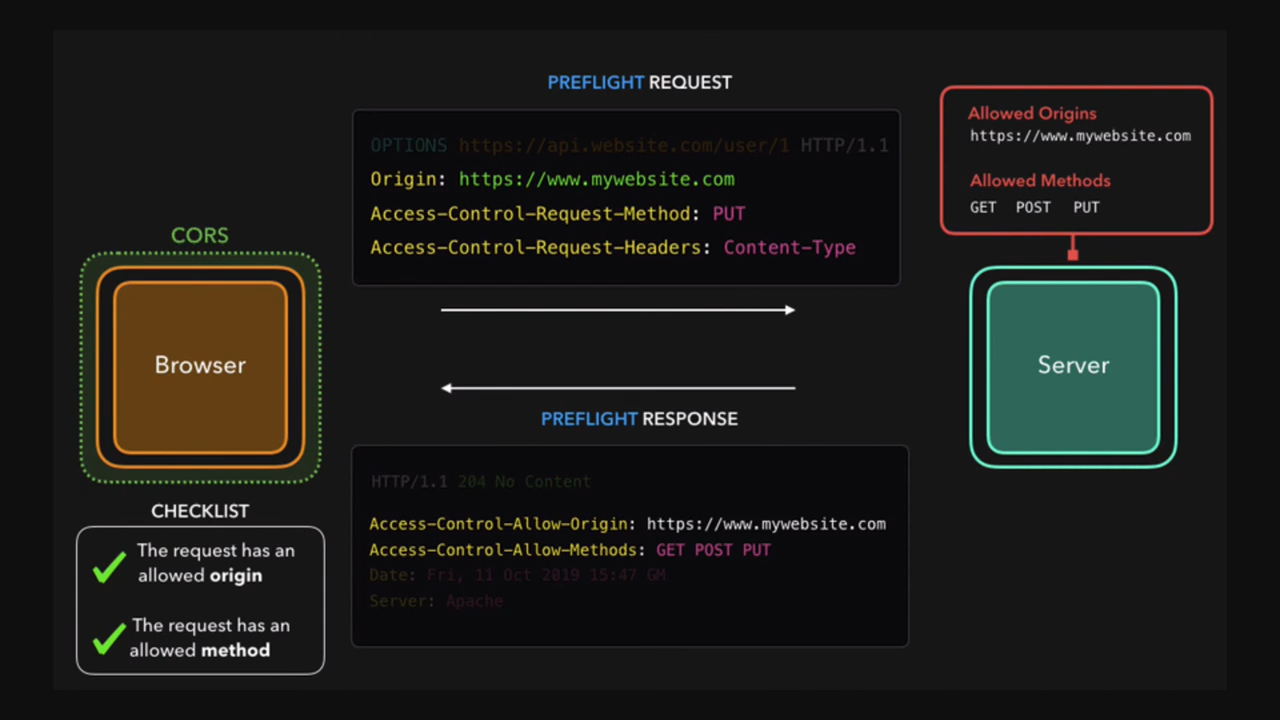 PREFLIGHT REQUEST
OPTIONS https://api.website.com/user/1 HTTP/1.1
Origin: https://www.mywebsite.com
Access-Control-Request-Method: PUT
Access-Control-Request-Headers: Content-Type
Allowed Origins
https://www.mywebsite.com
Allowed Methods
GET POST PUT
CORS
Browser
Server
PREFLIGHT RESPONSE
HTTP/1.1 204 No Content
Access-Control-Allow-Origin: https://www.mywebsite.com
Access-Control-Allow-Methods: GET POST PUT
Date: Fri, 11 Oct 2019 15:47 GM
Server: Apache
CHECKLIST
The request has an
allowed origin
The request has an
allowed method